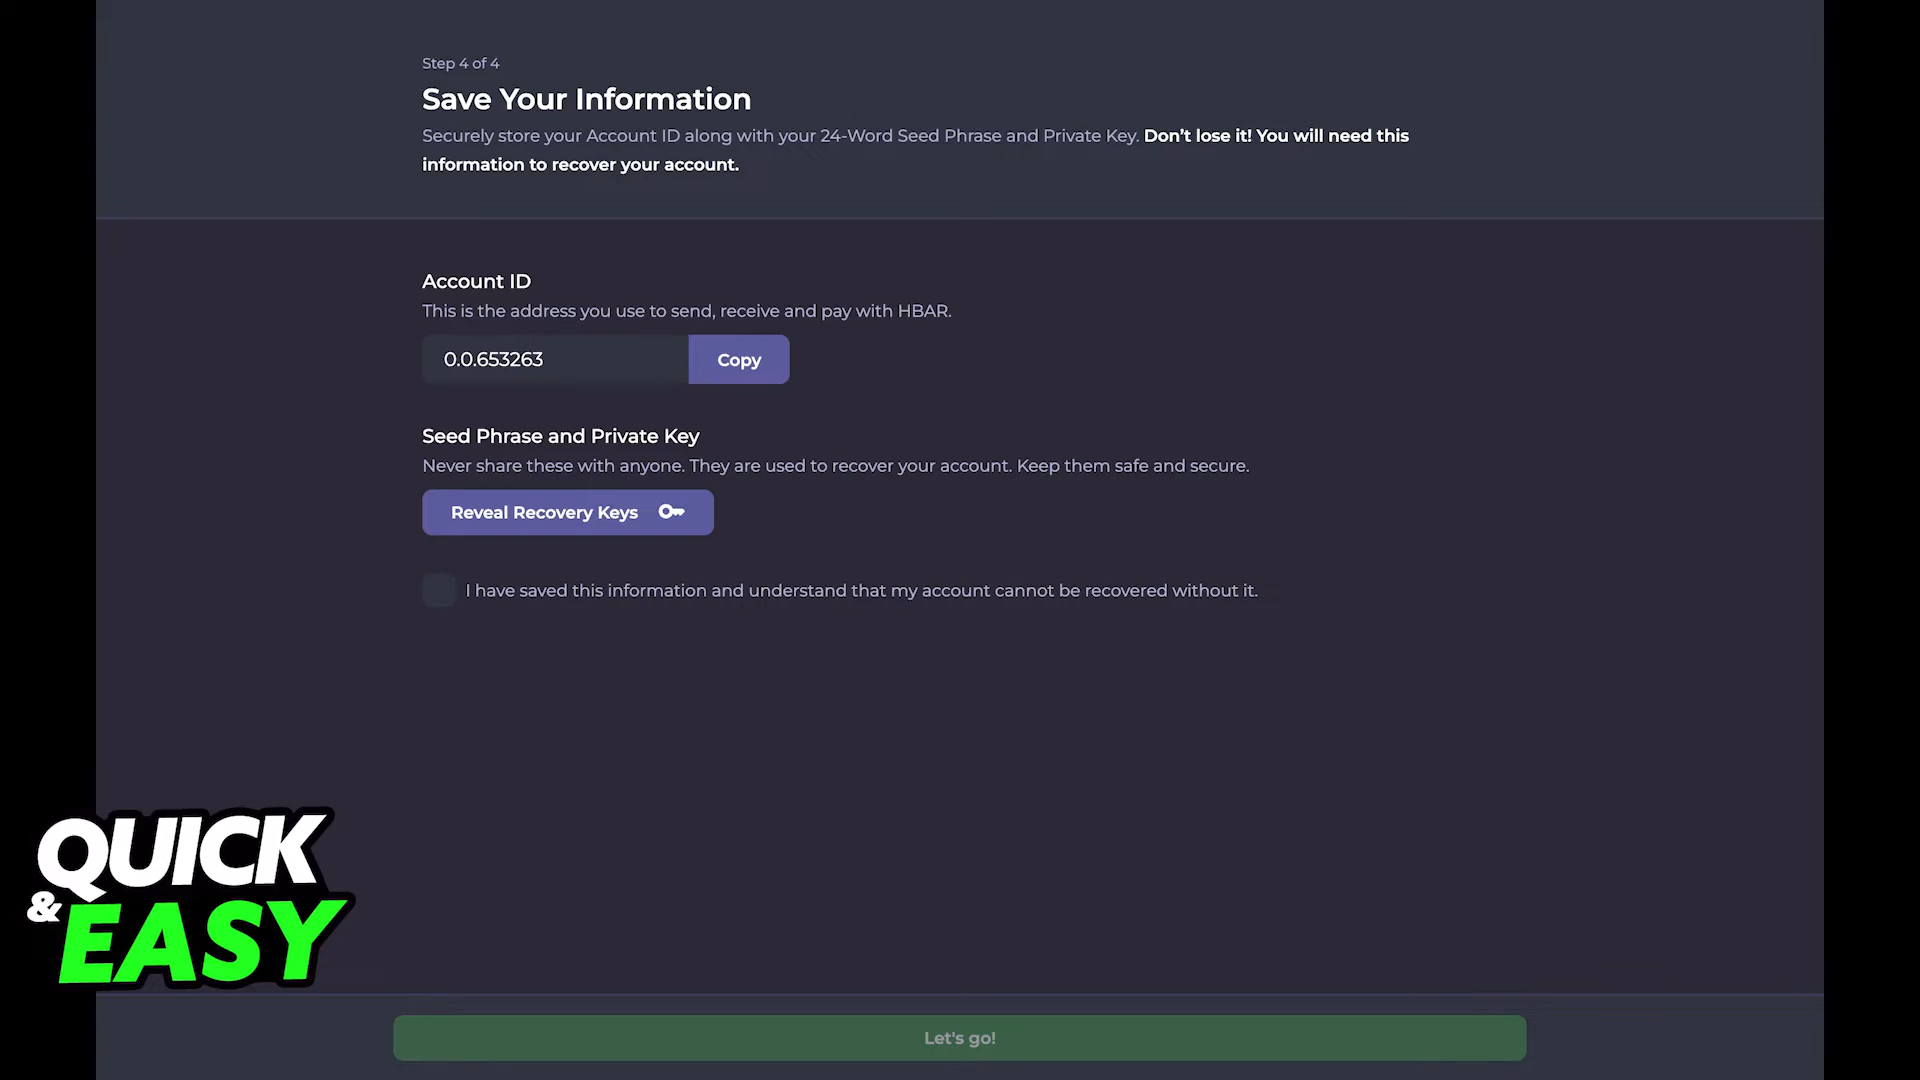 Step 4 of 4
Save Your Information
Securely store your Account ID along with your 24-Word Seed Phrase and Private Key. Don't lose it! You will need this
information to recover your account.
Account ID
This is the address you use to send, receive and pay with HBAR.
0.0.653263
Copy
Seed Phrase and Private Key
Never share these with anyone. They are used to recover your account. Keep them safe and secure.
Reveal Recovery Keys
I have saved this information and understand that my account cannot be recovered without it.
QUICK
& EASY
Let's go!